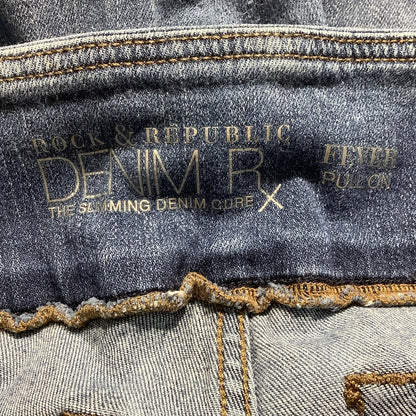 ROCK & REPUBLIC
DENIM Rx
THE SLIMMING DENIM CURE
FEVER
PULL ON